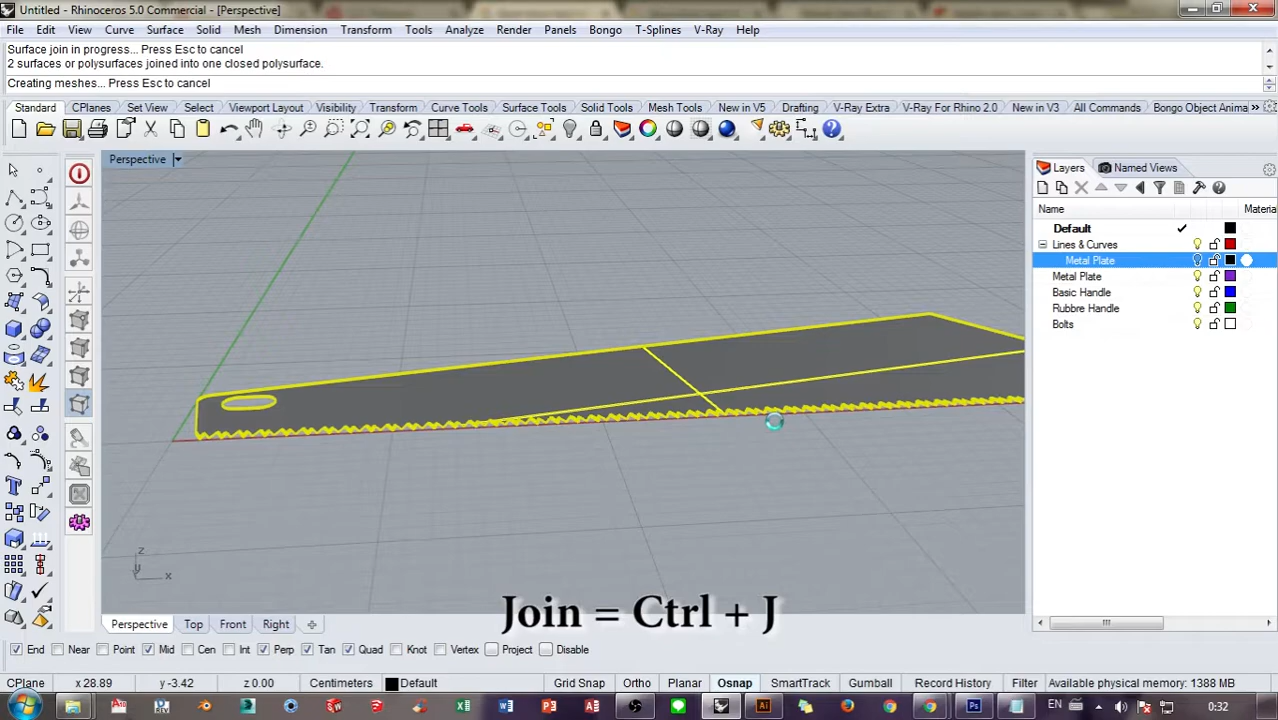 Untitled - Rhinoceros 5.0 Commercial - [Perspective]
File Edit View Curve Surface Solid Mesh Dimension Transform Tools Analyze Render Panels Bongo T-Splines V-Ray Help
Surface join in progress... Press Esc to cancel
2 surfaces or polysurfaces joined into one closed polysurface.
Creating meshes... Press Esc to cancel
Standard CPlanes Set View Select Viewport Layout Visibility Transform Curve Tools Surface Tools Solid Tools Mesh Tools New in V5 Drafting V-Ray Extra V-Ray For Rhino 2.0 New in V3 All Commands Bongo Object Anima »
Perspective
Layers Named Views
Name Materia
Default
Lines & Curves
Metal Plate
Metal Plate
Basic Handle
Rubbre Handle
Bolts
z
y
x
Join = Ctrl + J
Perspective Top Front Right
End Near Point Mid Cen Int Perp Tan Quad Knot Vertex Project Disable
CPlane x 28.89 y -3.42 z 0.00 Centimeters Default Grid Snap Ortho Planar Osnap SmartTrack Gumball Record History Filter Available physical memory: 1388 MB
EN 0:32